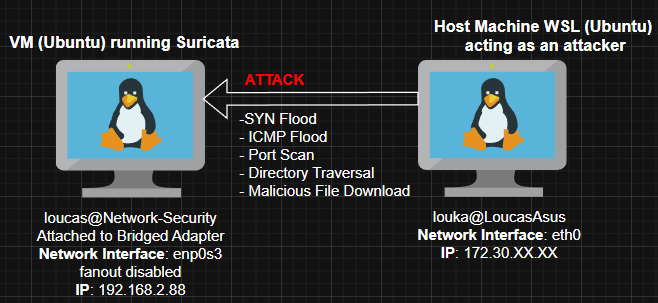 VM (Ubuntu) running Suricata
Host Machine WSL (Ubuntu)
acting as an attacker
ATTACK
-SYN Flood
- ICMP Flood
- Port Scan
- Directory Traversal
- Malicious File Download
loucas@Network-Security
Attached to Bridged Adapter
Network Interface: enp0s3
fanout disabled
IP: 192.168.2.88
louka@LoucasAsus
Network Interface: eth0
IP: 172.30.XX.XX